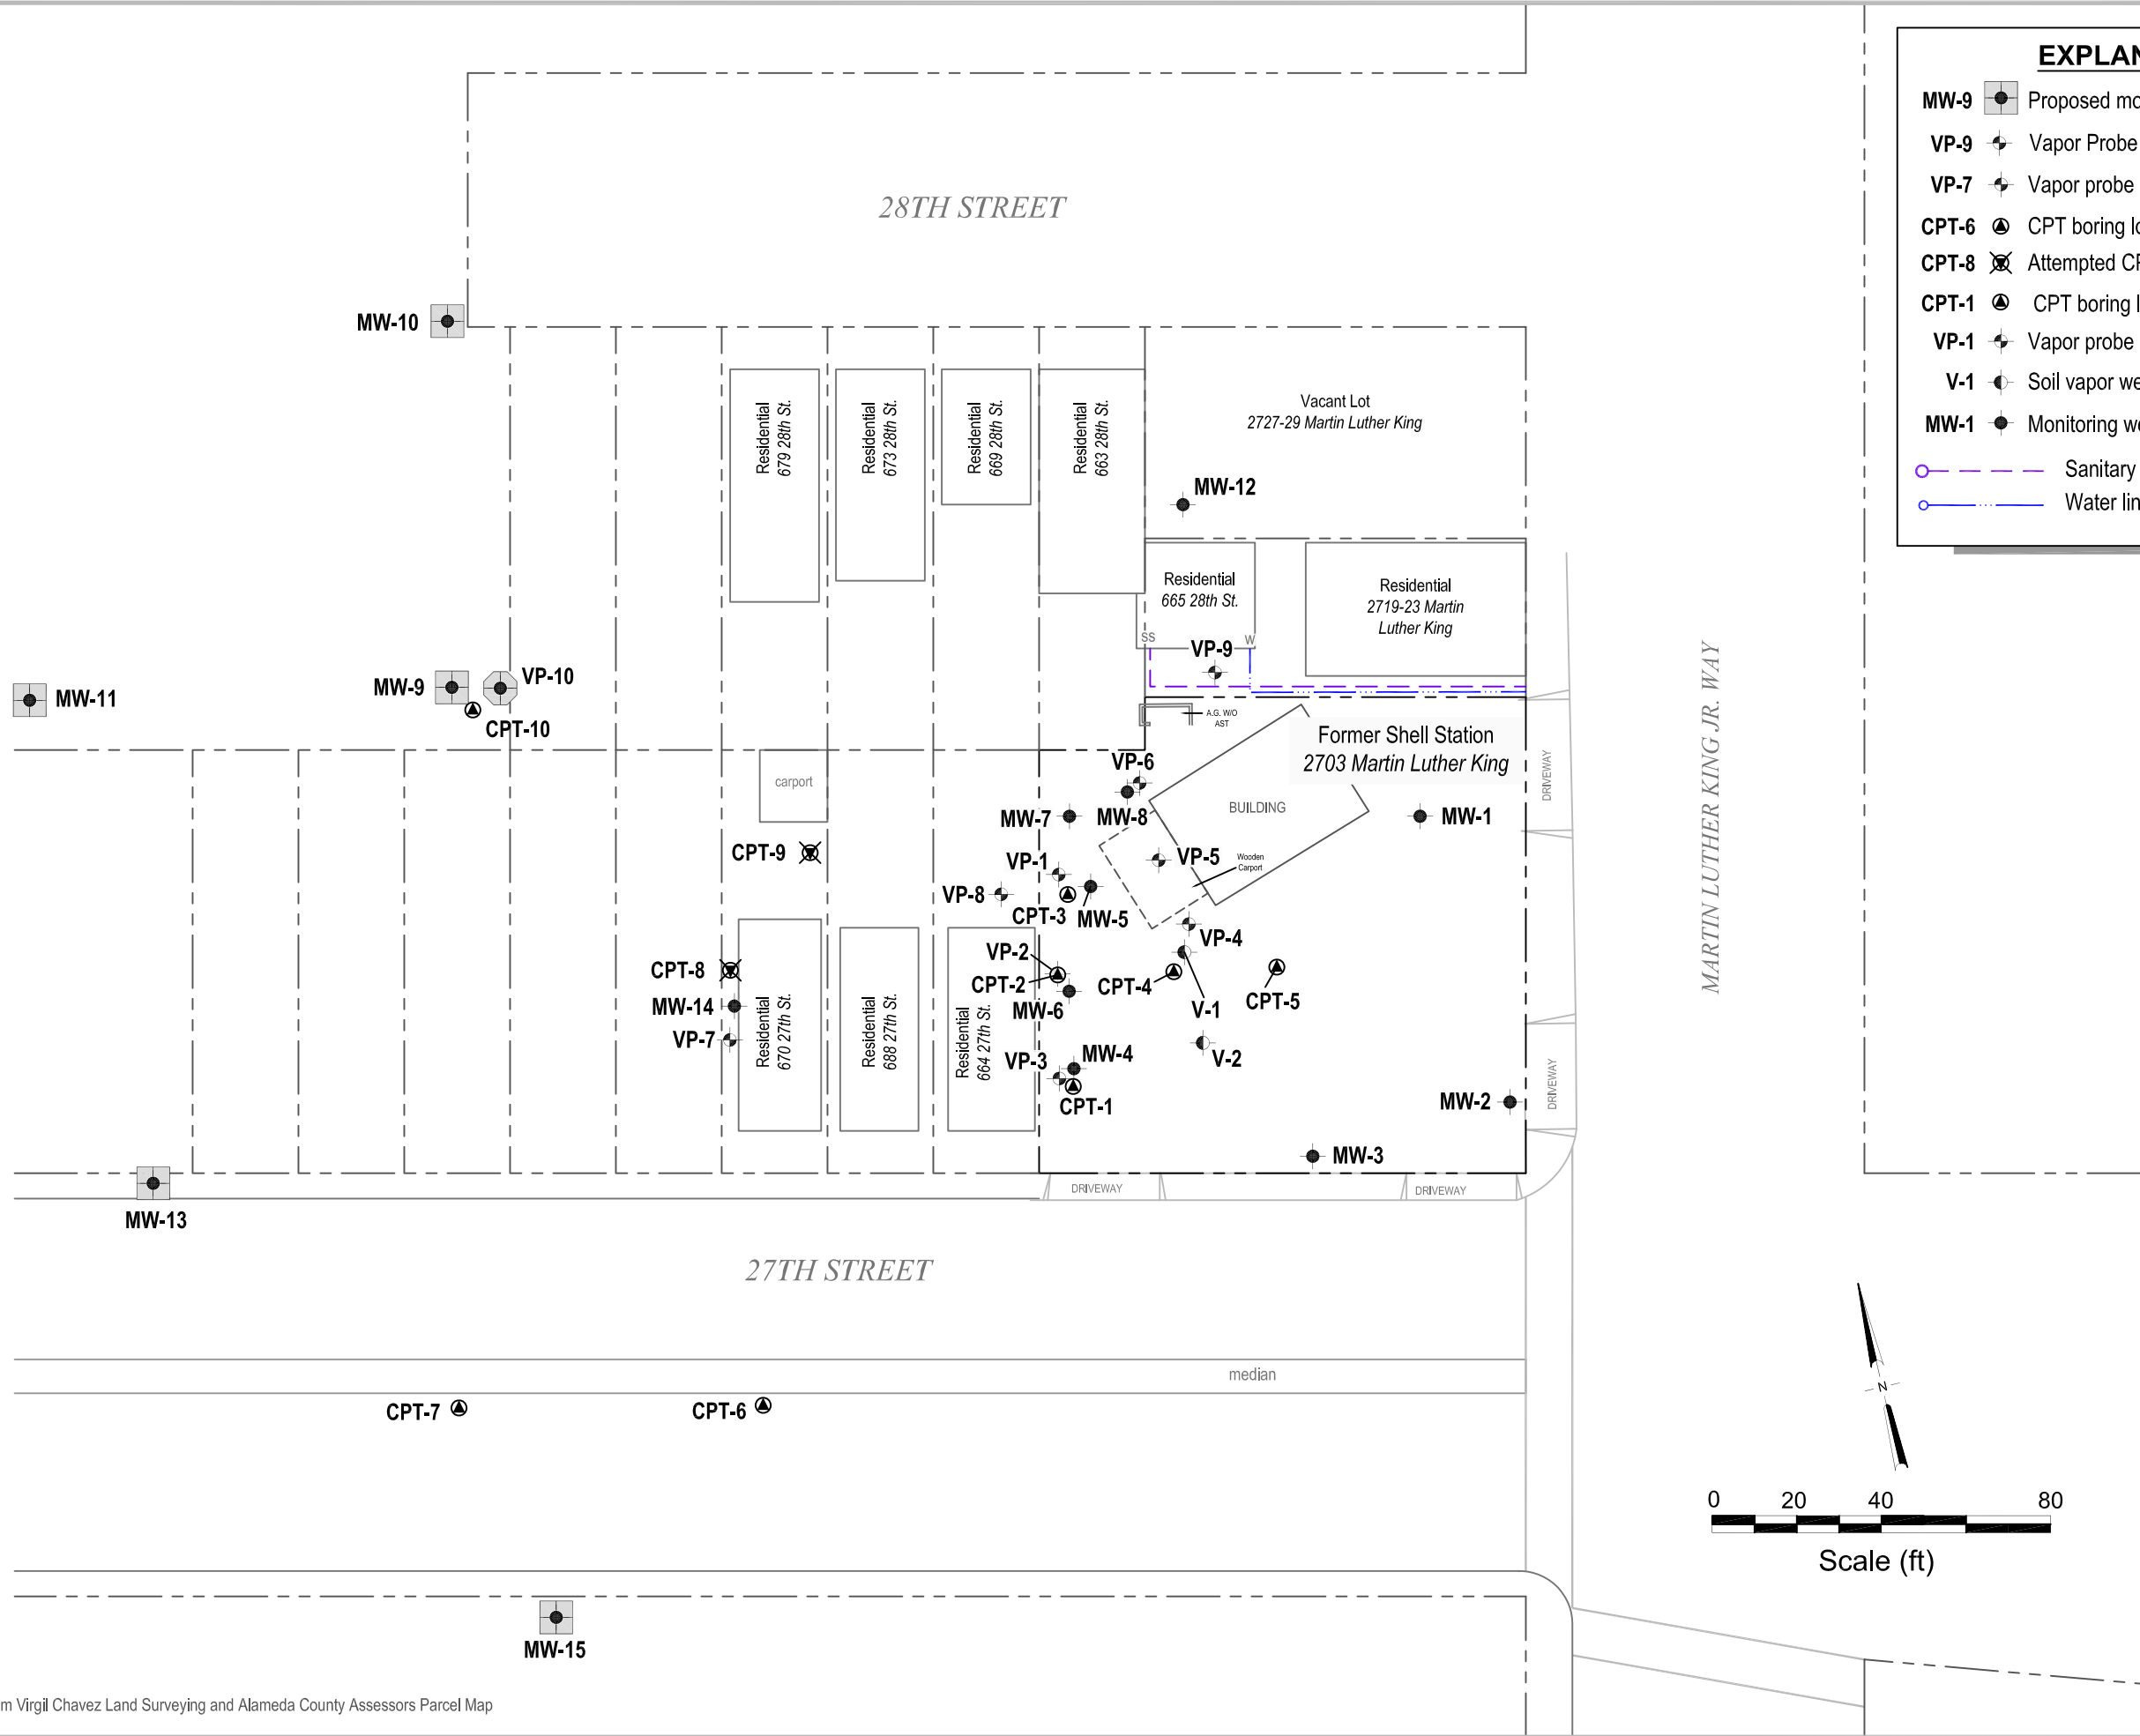 EXPLAN
MW-9 Proposed mo
VP-9 Vapor Probe
VP-7 Vapor probe
CPT-6 CPT boring lo
CPT-8 Attempted CP
CPT-1 CPT boring l
VP-1 Vapor probe
V-1 Soil vapor we
MW-1 Monitoring we
Sanitary
Water lin
28TH STREET
MW-10
Residential
679 28th St.
Residential
673 28th St.
Residential
669 28th St.
Residential
663 28th St.
Vacant Lot
2727-29 Martin Luther King
MW-12
Residential
665 28th St.
Residential
2719-23 Martin
Luther King
SS
W
VP-9
MW-11
MW-9
VP-10
CPT-10
A.G. W/O
AST
Former Shell Station
2703 Martin Luther King
MARTIN LUTHER KING JR. WAY
DRIVEWAY
carport
VP-6
BUILDING
MW-7
MW-8
MW-1
CPT-9
VP-1
VP-5
Wooden
Carport
VP-8
CPT-3
MW-5
VP-4
VP-2
CPT-8
CPT-2
CPT-4
CPT-5
MW-14
MW-6
V-1
VP-7
Residential
670 27th St.
Residential
688 27th St.
Residential
664 27th St.
VP-3
MW-4
V-2
DRIVEWAY
CPT-1
MW-2
MW-3
DRIVEWAY
DRIVEWAY
MW-13
27TH STREET
median
CPT-7
CPT-6
N
0 20 40 80
Scale (ft)
MW-15
m Virgil Chavez Land Surveying and Alameda County Assessors Parcel Map